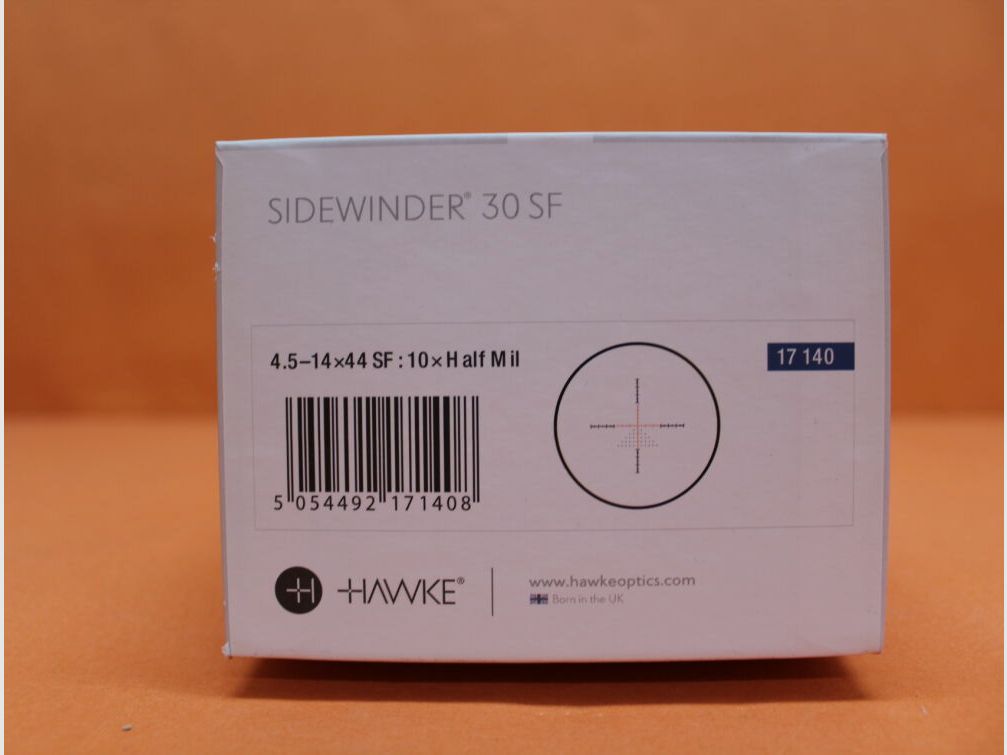 SIDEWINDER® 30 SF
4.5–14×44 SF : 10× Half Mil
17 140
5 054492 171408
HAWKE®
www.hawkeoptics.com
Born in the UK